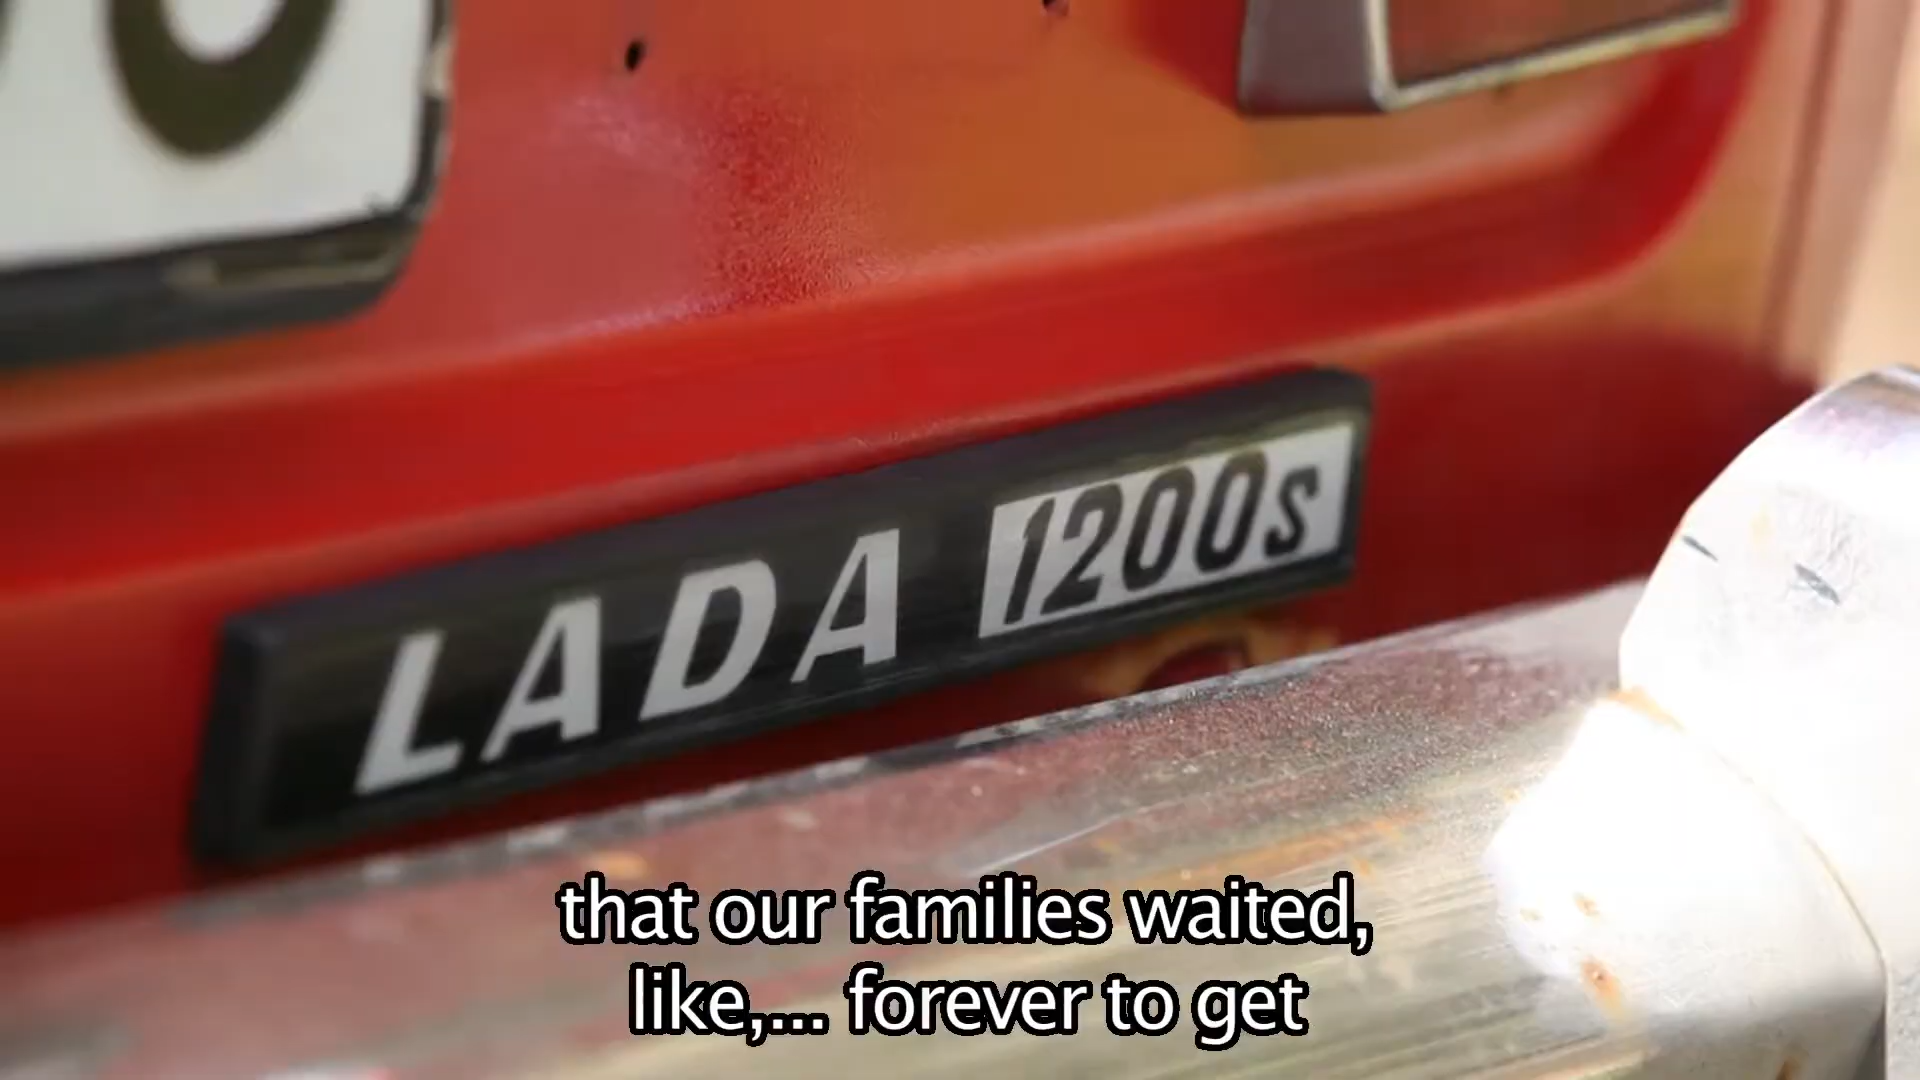 LADA 1200s
that our families waited,
like,... forever to get